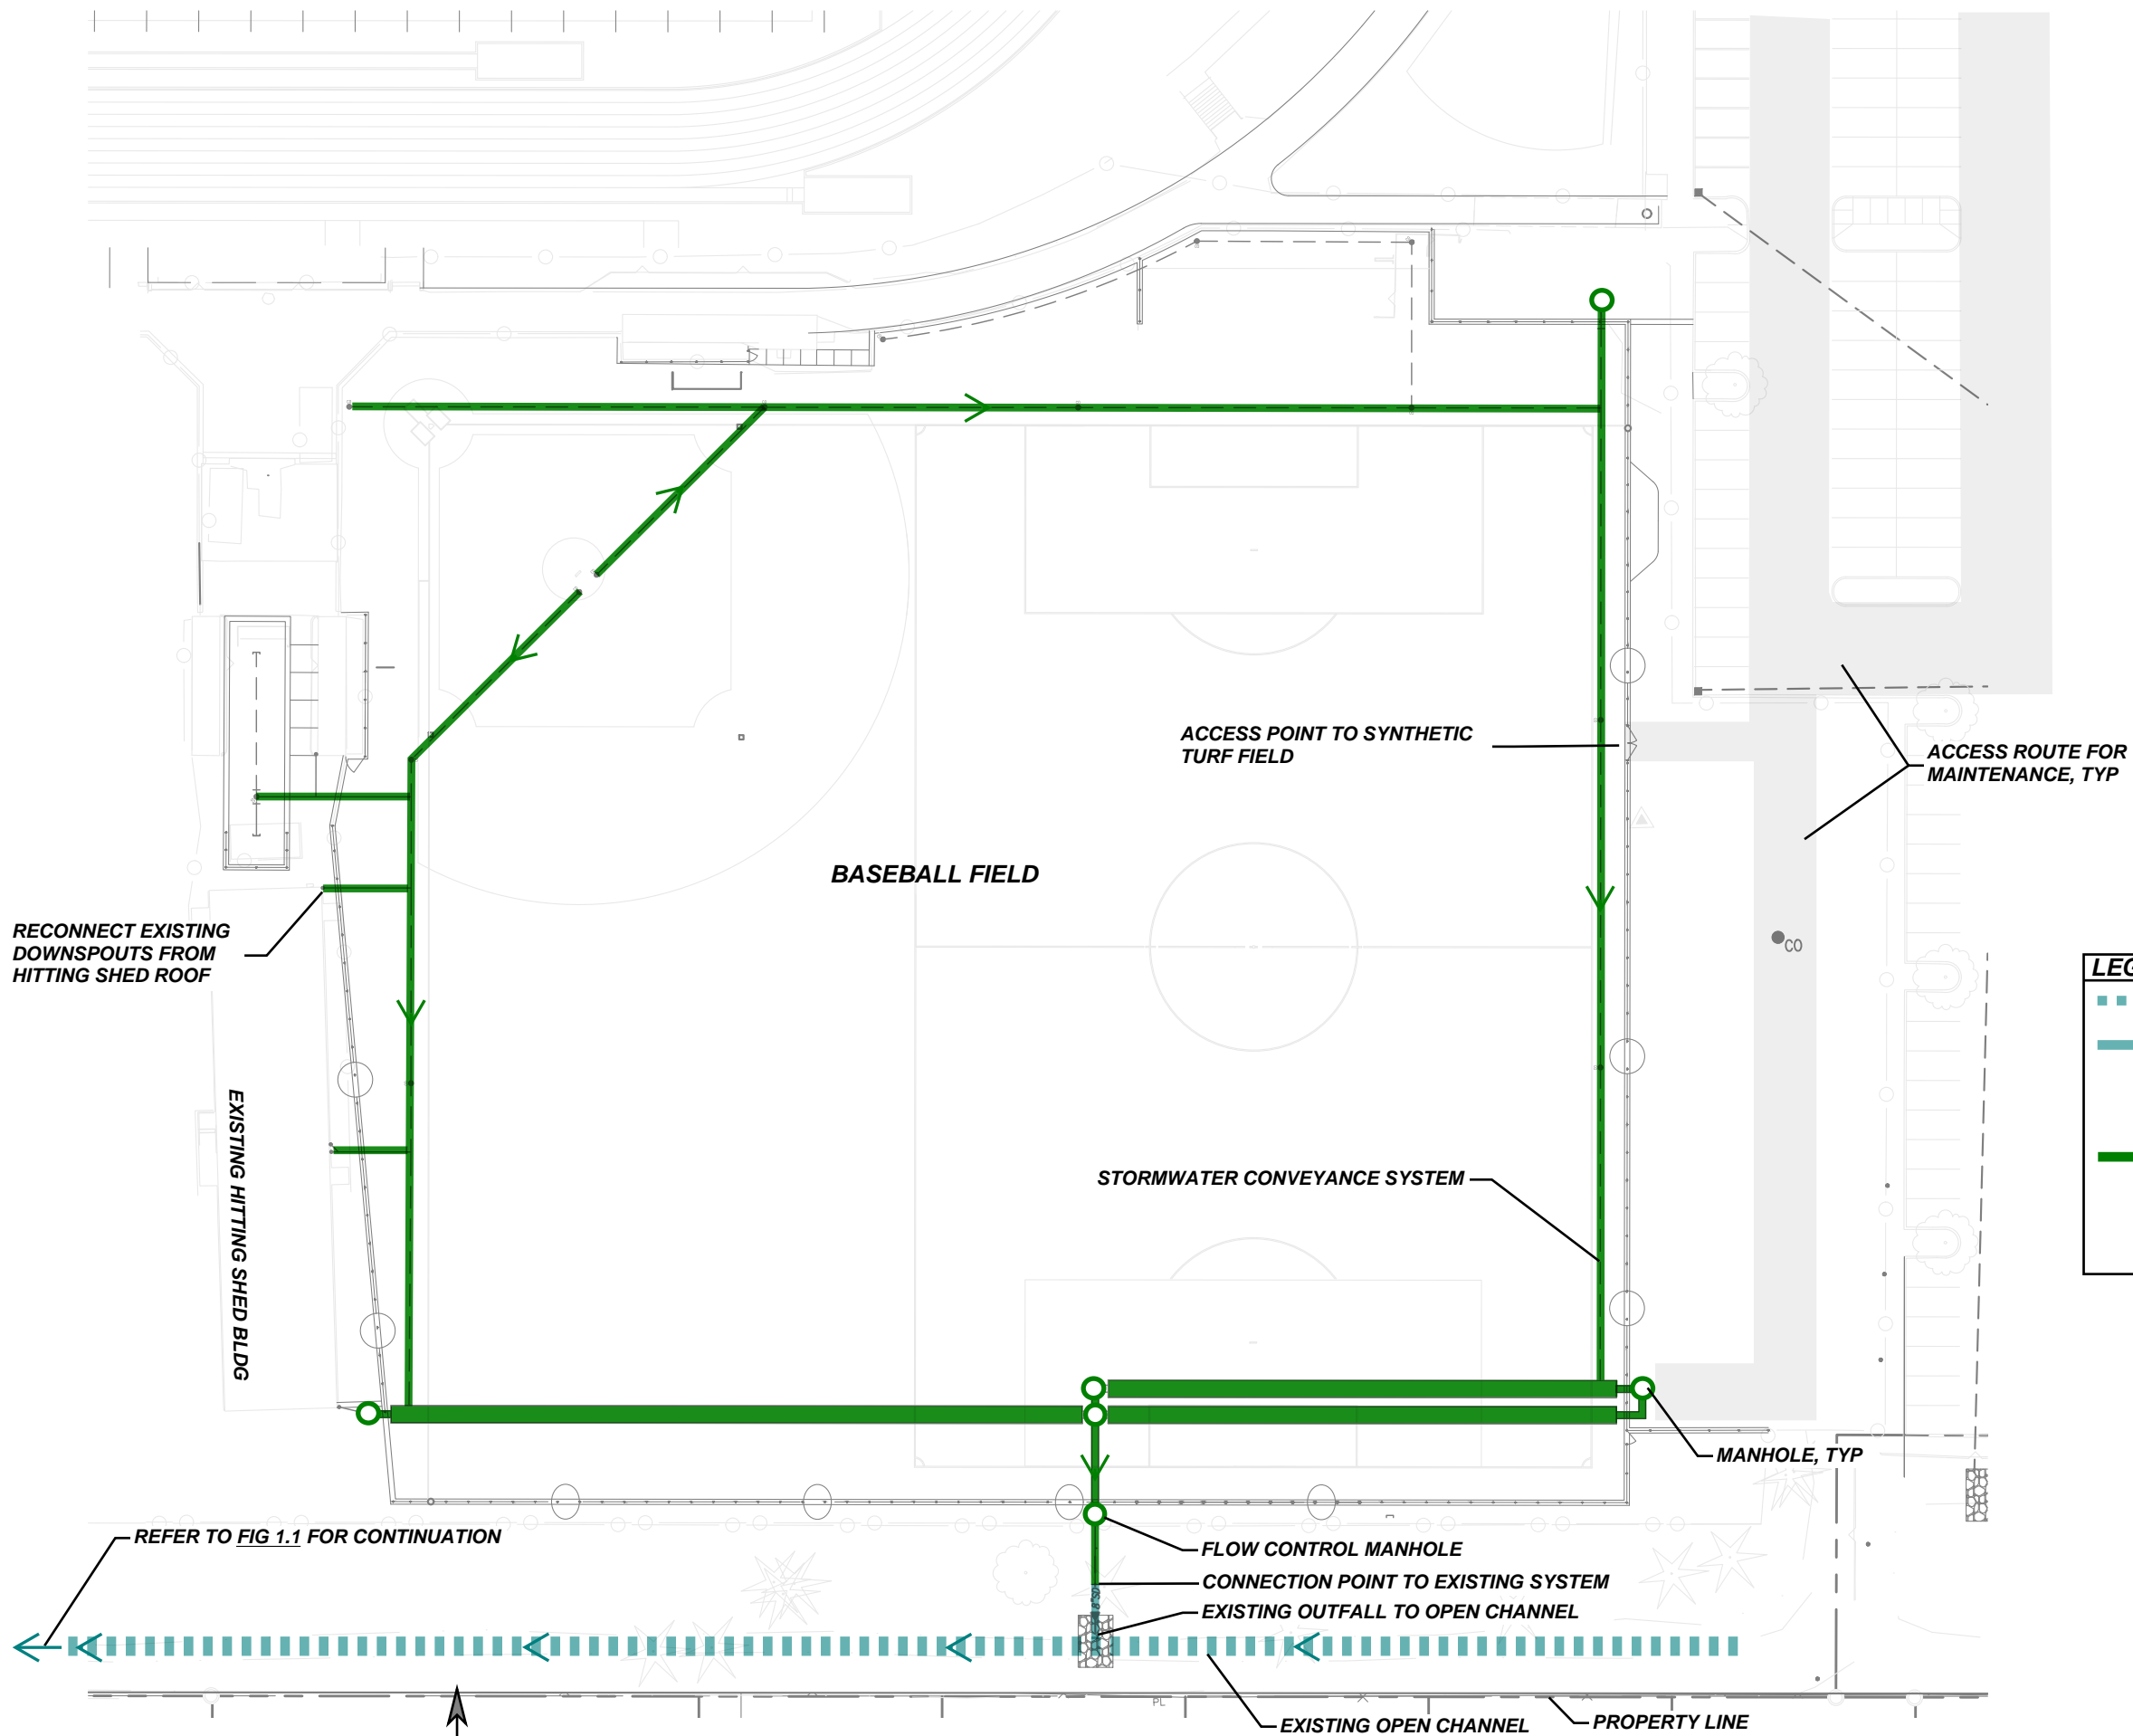 ACCESS POINT TO SYNTHETIC
TURF FIELD
ACCESS ROUTE FOR
MAINTENANCE, TYP
BASEBALL FIELD
RECONNECT EXISTING
DOWNSPOUTS FROM
HITTING SHED ROOF
CO
EXISTING HITTING SHED BLDG
STORMWATER CONVEYANCE SYSTEM
MANHOLE, TYP
REFER TO FIG 1.1 FOR CONTINUATION
FLOW CONTROL MANHOLE
CONNECTION POINT TO EXISTING SYSTEM
EXISTING OUTFALL TO OPEN CHANNEL
PL
EXISTING OPEN CHANNEL
PROPERTY LINE